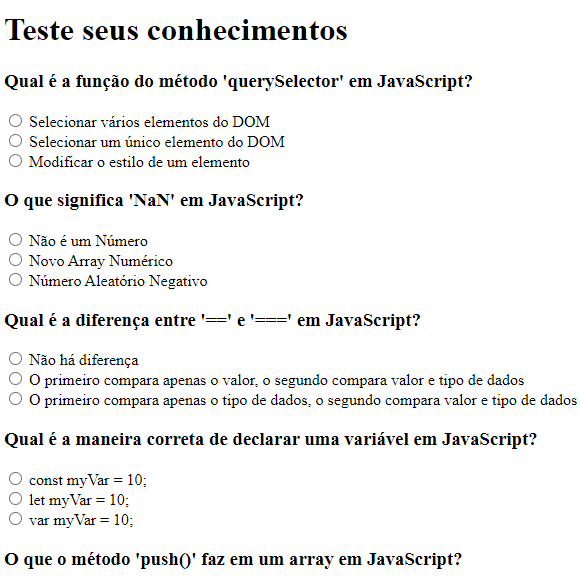 Teste seus conhecimentos
Qual é a função do método 'querySelector' em JavaScript?
Selecionar vários elementos do DOM
Selecionar um único elemento do DOM
Modificar o estilo de um elemento
O que significa 'NaN' em JavaScript?
Não é um Número
Novo Array Numérico
Número Aleatório Negativo
Qual é a diferença entre '==' e '===' em JavaScript?
Não há diferença
O primeiro compara apenas o valor, o segundo compara valor e tipo de dados
O primeiro compara apenas o tipo de dados, o segundo compara valor e tipo de dados
Qual é a maneira correta de declarar uma variável em JavaScript?
const myVar = 10;
let myVar = 10;
var myVar = 10;
O que o método 'push()' faz em um array em JavaScript?